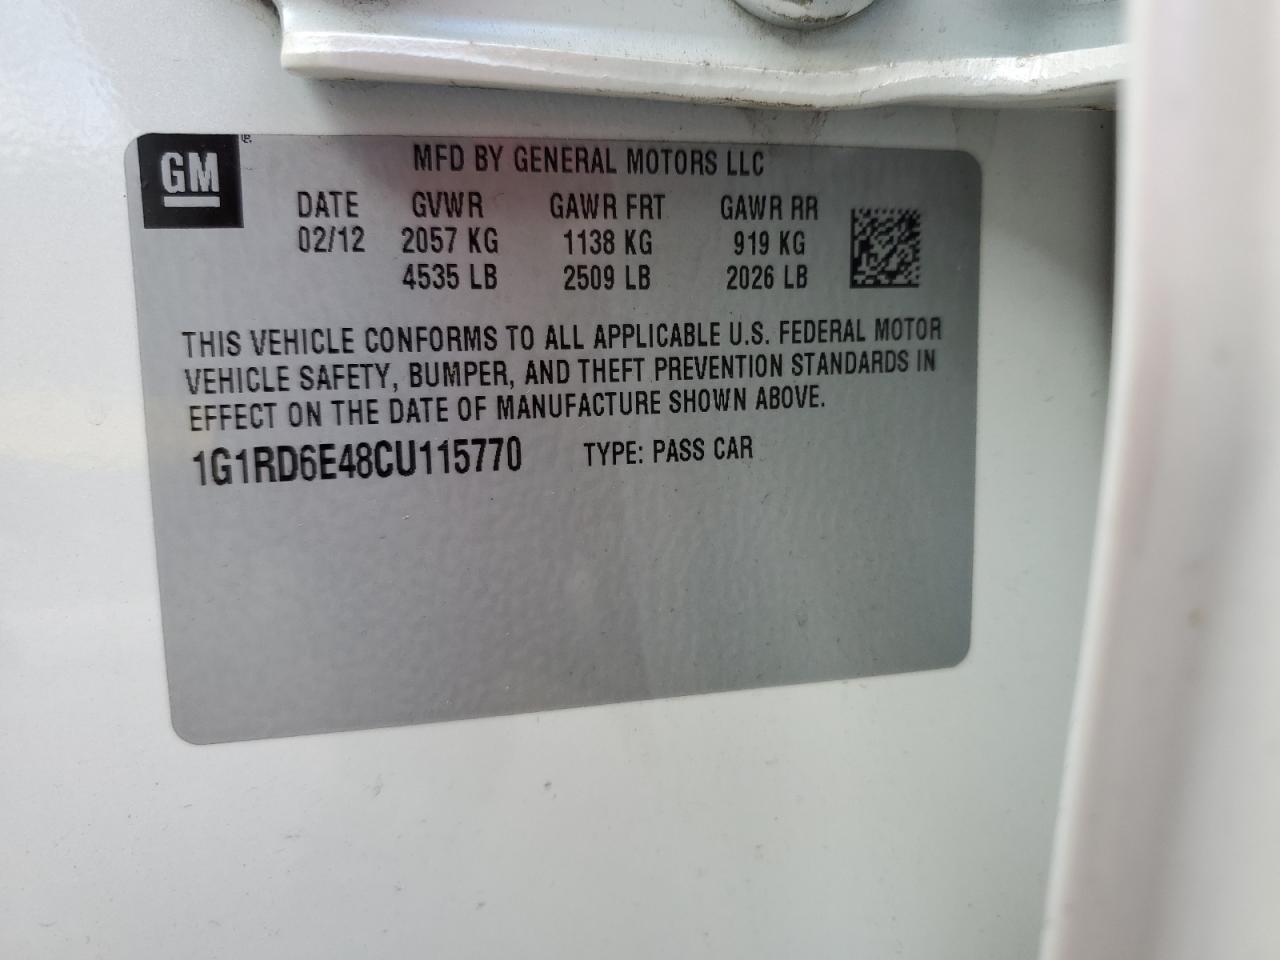 GM
MFD BY GENERAL MOTORS LLC
DATE GVWR GAWR FRT GAWR RR
02/12 2057 KG 1138 KG 919 KG
4535 LB 2509 LB 2026 LB
THIS VEHICLE CONFORMS TO ALL APPLICABLE U.S. FEDERAL MOTOR
VEHICLE SAFETY, BUMPER, AND THEFT PREVENTION STANDARDS IN
EFFECT ON THE DATE OF MANUFACTURE SHOWN ABOVE.
1G1RD6E48CU115770 TYPE: PASS CAR